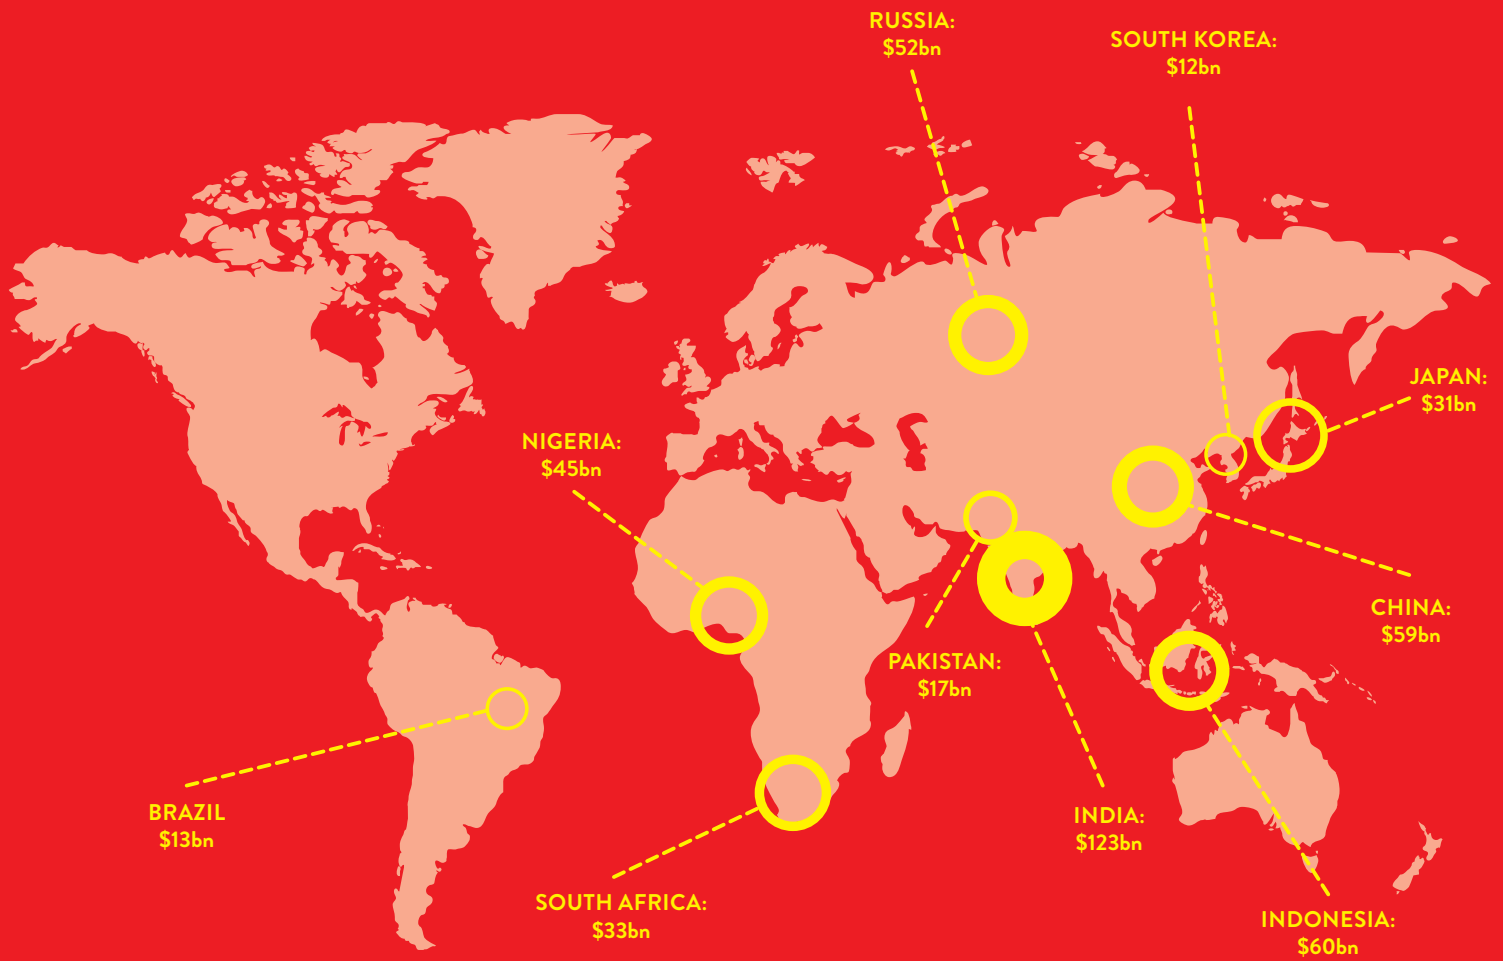 RUSSIA:
$52bn
SOUTH KOREA:
$12bn
JAPAN:
$31bn
NIGERIA:
$45bn
CHINA:
$59bn
PAKISTAN:
$17bn
BRAZIL
$13bn
INDIA:
$123bn
SOUTH AFRICA:
$33bn
INDONESIA:
$60bn